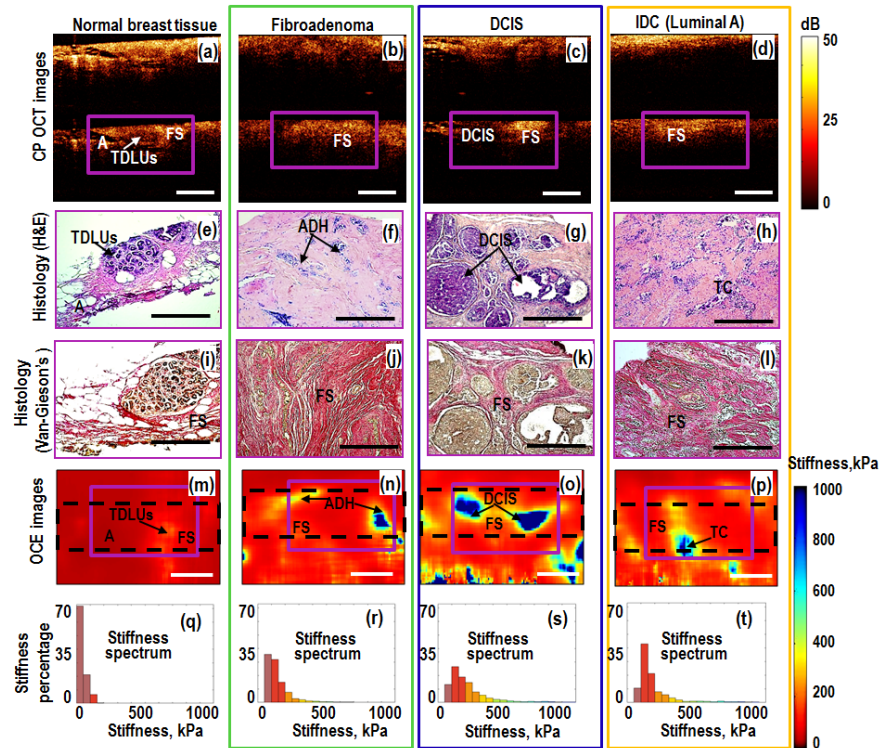 Normal breast tissue Fibroadenoma DCIS IDC (Luminal A) dB
CP OCT images
(a) (b) (c) (d)
50
25
0
A TDLUs FS
FS
DCIS FS
FS
Histology (H&E)
(e) (f) (g) (h)
TDLUs
A
ADH
DCIS
TC
Histology
(Van-Gieson's )
(i) (j) (k) (l)
FS
FS
FS
FS
OCE images
(m) (n) (o) (p)
TDLUs
A FS
ADH
FS
DCIS
FS
FS
TC
Stiffness,kPa
1000
800
600
400
200
0
Stiffness
percentage
(q) (r) (s) (t)
70 70 70 70
Stiffness Stiffness Stiffness Stiffness
spectrum spectrum spectrum spectrum
35 35 35 35
0 0 0 0
0 1000 0 1000 0 1000 0 1000
Stiffness, kPa Stiffness, kPa Stiffness, kPa Stiffness, kPa